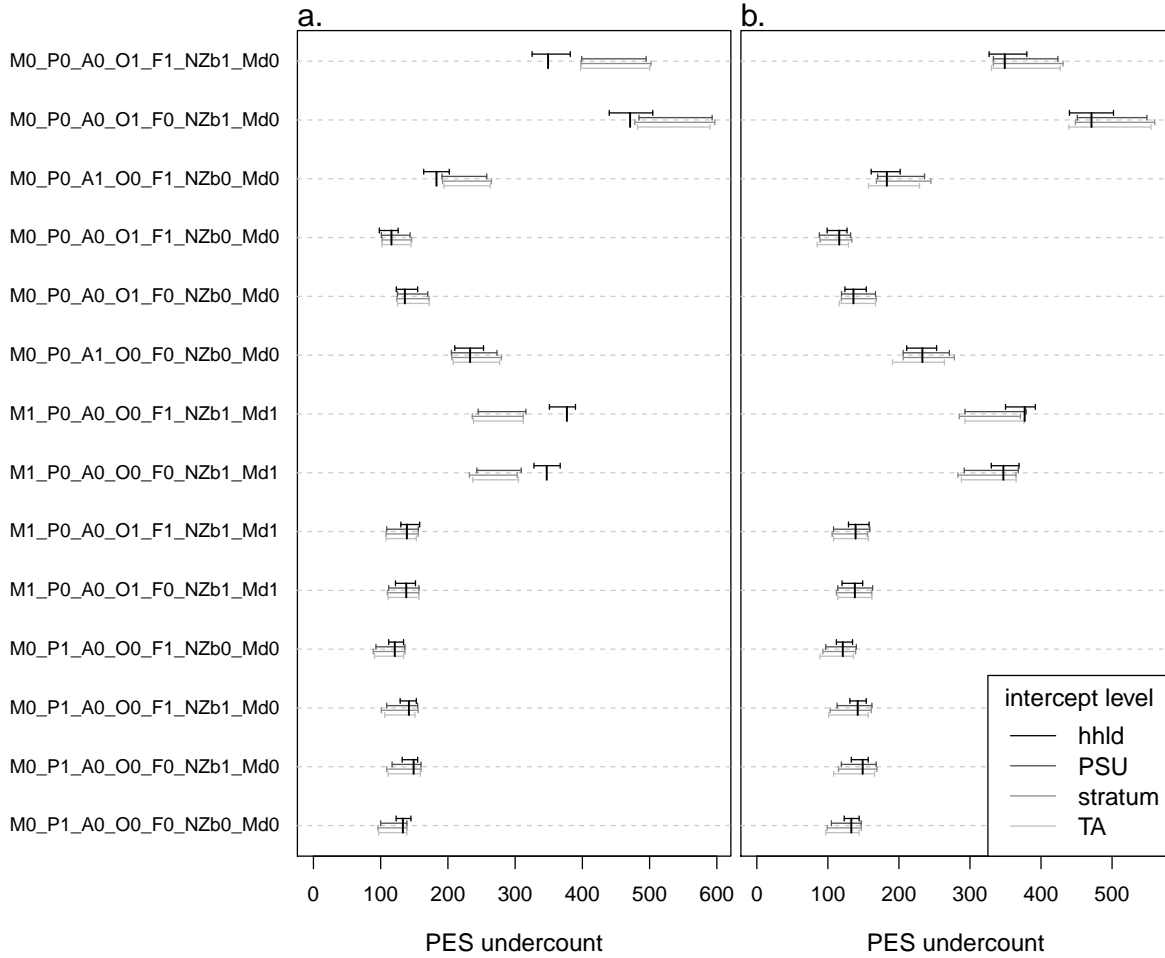 a.
b.
M0_P0_A0_O1_F1_NZb1_Md0
M0_P0_A0_O1_F0_NZb1_Md0
M0_P0_A1_O0_F1_NZb0_Md0
M0_P0_A0_O1_F1_NZb0_Md0
M0_P0_A0_O1_F0_NZb0_Md0
M0_P0_A1_O0_F0_NZb0_Md0
M1_P0_A0_O0_F1_NZb1_Md1
M1_P0_A0_O0_F0_NZb1_Md1
M1_P0_A0_O1_F1_NZb1_Md1
M1_P0_A0_O1_F0_NZb1_Md1
M0_P1_A0_O0_F1_NZb0_Md0
M0_P1_A0_O0_F1_NZb1_Md0
M0_P1_A0_O0_F0_NZb1_Md0
M0_P1_A0_O0_F0_NZb0_Md0
intercept level
hhld
PSU
stratum
TA
0 100 200 300 400 500 600
0 100 200 300 400 500
PES undercount
PES undercount